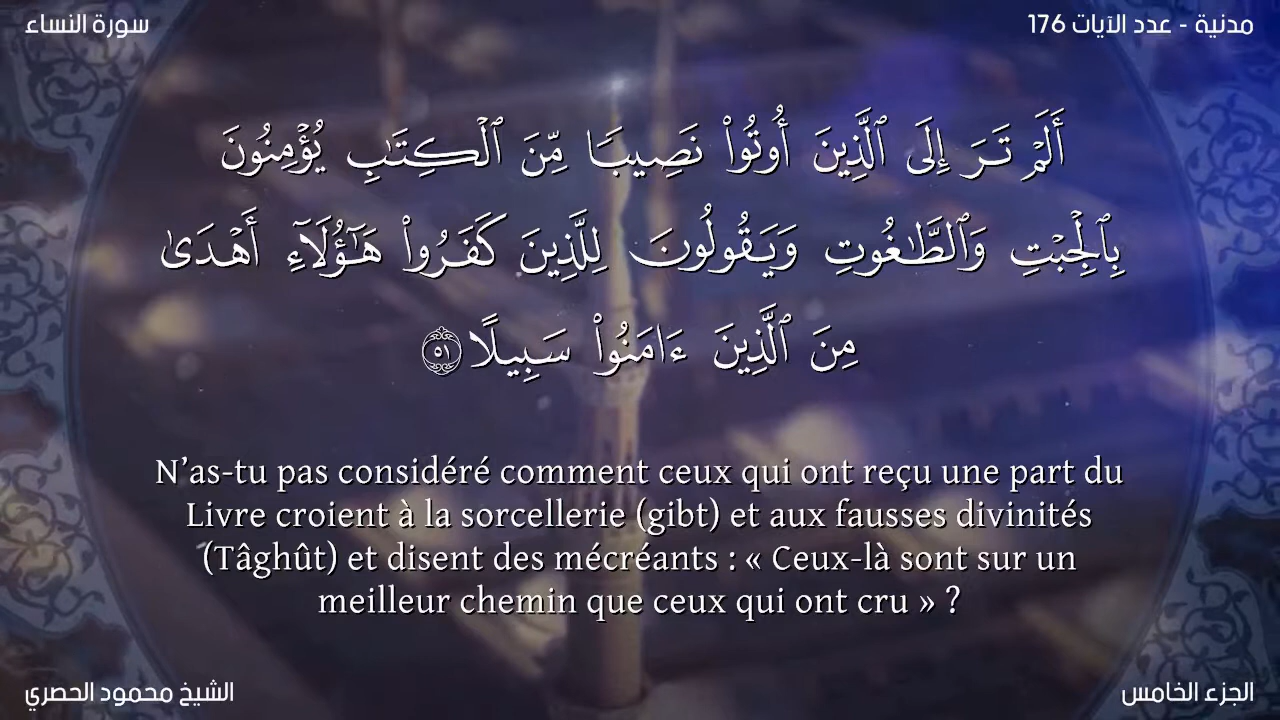 سورة النساء
مدنية - عدد الآيات 176
أَلَمْ تَرَ إِلَى ٱلَّذِينَ أُوتُوا۟ نَصِيبًا مِّنَ ٱلْكِتَـٰبِ يُؤْمِنُونَ
بِٱلْجِبْتِ وَٱلطَّـٰغُوتِ وَيَقُولُونَ لِلَّذِينَ كَفَرُوا۟ هَـٰٓؤُلَآءِ أَهْدَىٰ
مِنَ ٱلَّذِينَ ءَامَنُوا۟ سَبِيلًا ٥١
N’as-tu pas considéré comment ceux qui ont reçu une part du
Livre croient à la sorcellerie (gibt) et aux fausses divinités
(Tâghût) et disent des mécréants : « Ceux-là sont sur un
meilleur chemin que ceux qui ont cru » ?
الشيخ محمود الحصري
الجزء الخامس